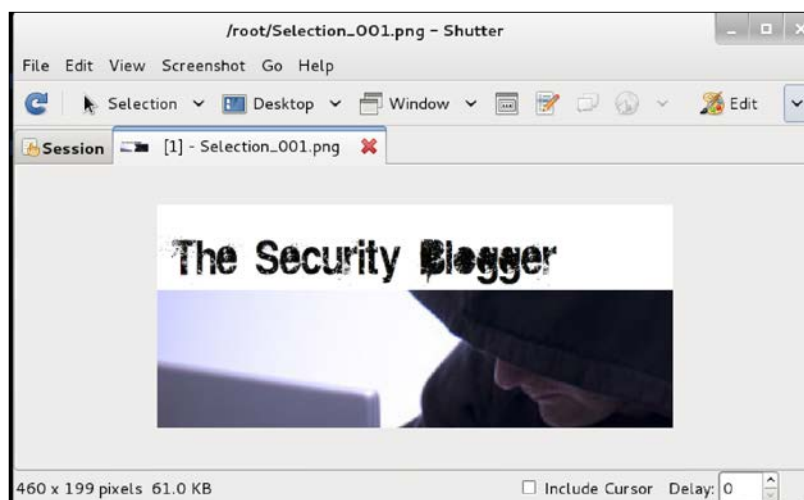 /root/Selection_001.png - Shutter
File Edit View Screenshot Go Help
Selection Desktop Window Edit
Session [1] - Selection_001.png
The Security Blogger
460 x 199 pixels 61.0 KB Include Cursor Delay: 0